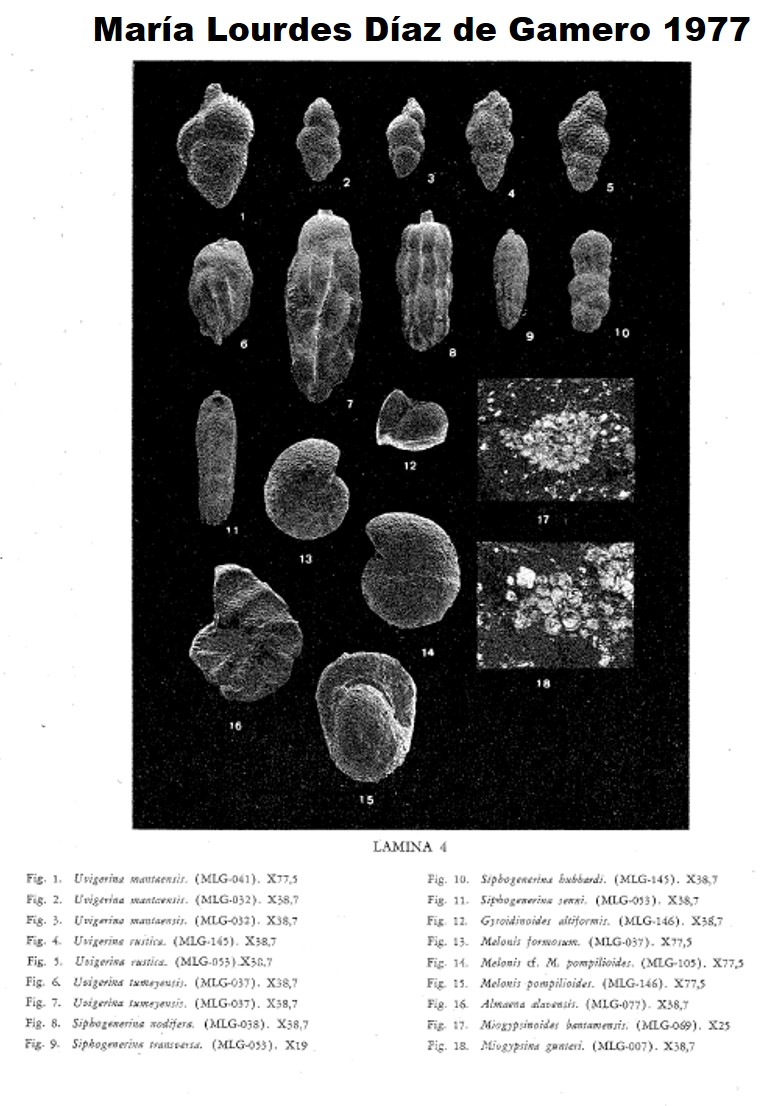 María Lourdes Díaz de Gamero 1977
1
2
3
4
5
6
7
8
9
10
11
12
13
14
15
16
17
18
LAMINA 4
Fig. 1. Uvigerina mantaensis. (MLG-041). X77,5
Fig. 2. Uvigerina mantaensis. (MLG-032). X38,7
Fig. 3. Uvigerina mantaensis. (MLG-032). X38,7
Fig. 4. Uvigerina rustica. (MLG-145). X38,7
Fig. 5. Uvigerina rustica. (MLG-053) X38,7
Fig. 6. Uvigerina tumeyensis. (MLG-037). X38,7
Fig. 7. Uvigerina tumeyensis. (MLG-037). X38,7
Fig. 8. Siphogenerina nodifera. (MLG-038). X38,7
Fig. 9. Siphogenerina transversa. (MLG-053). X19
Fig. 10. Siphogenerina hubbardi. (MLG-145). X38,7
Fig. 11. Siphogenerina senni. (MLG-053). X38,7
Fig. 12. Gyroidinoides altiformis. (MLG-146). X38,7
Fig. 13. Melonis formosum. (MLG-037). X77,5
Fig. 14. Melonis cf. M. pompilioides. (MLG-105). X77,5
Fig. 15. Melonis pompilioides. (MLG-146). X77,5
Fig. 16. Almaena alavensis. (MLG-077). X38,7
Fig. 17. Miogypsinoides bantamensis. (MLG-069). X25
Fig. 18. Miogypsina gunteri. (MLG-007). X38,7